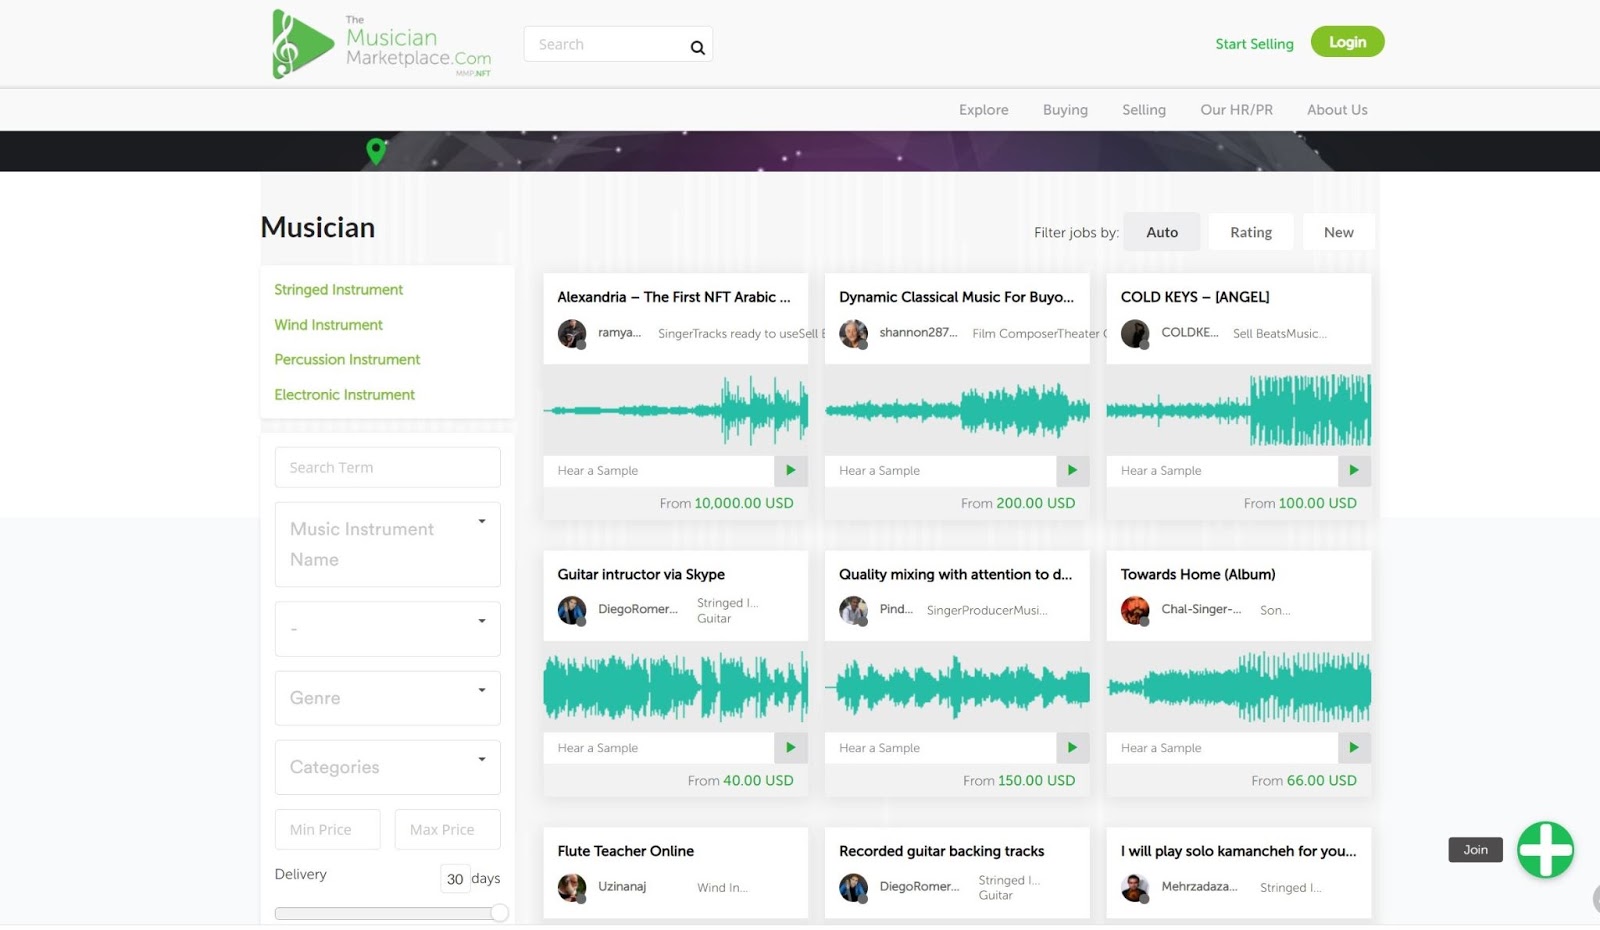 The
Musician
Marketplace.Com
MMP.NFT
Search
Start Selling
Login
Explore
Buying
Selling
Our HR/PR
About Us
Musician
Filter jobs by:
Auto
Rating
New
Stringed Instrument
Wind Instrument
Percussion Instrument
Electronic Instrument
Search Term
Music Instrument
Name
-
Genre
Categories
Min Price
Max Price
Delivery
30 days
Alexandria – The First NFT Arabic ...
ramya...
SingerTracks ready to useSell
Hear a Sample
From 10,000.00 USD
Dynamic Classical Music For Buyo...
shannon287...
Film ComposerTheater
Hear a Sample
From 200.00 USD
COLD KEYS – [ANGEL]
COLDKE...
Sell BeatsMusic...
Hear a Sample
From 100.00 USD
Guitar intructor via Skype
DiegoRomer...
Stringed I...
Guitar
Hear a Sample
From 40.00 USD
Quality mixing with attention to d...
Pind...
SingerProducerMusi...
Hear a Sample
From 150.00 USD
Towards Home (Album)
Chal-Singer-...
Son...
Hear a Sample
From 66.00 USD
Flute Teacher Online
Uzinanaj
Wind In...
Recorded guitar backing tracks
DiegoRomer...
Stringed I...
Guitar
I will play solo kamancheh for you...
Mehrzadaza...
Stringed I...
Join